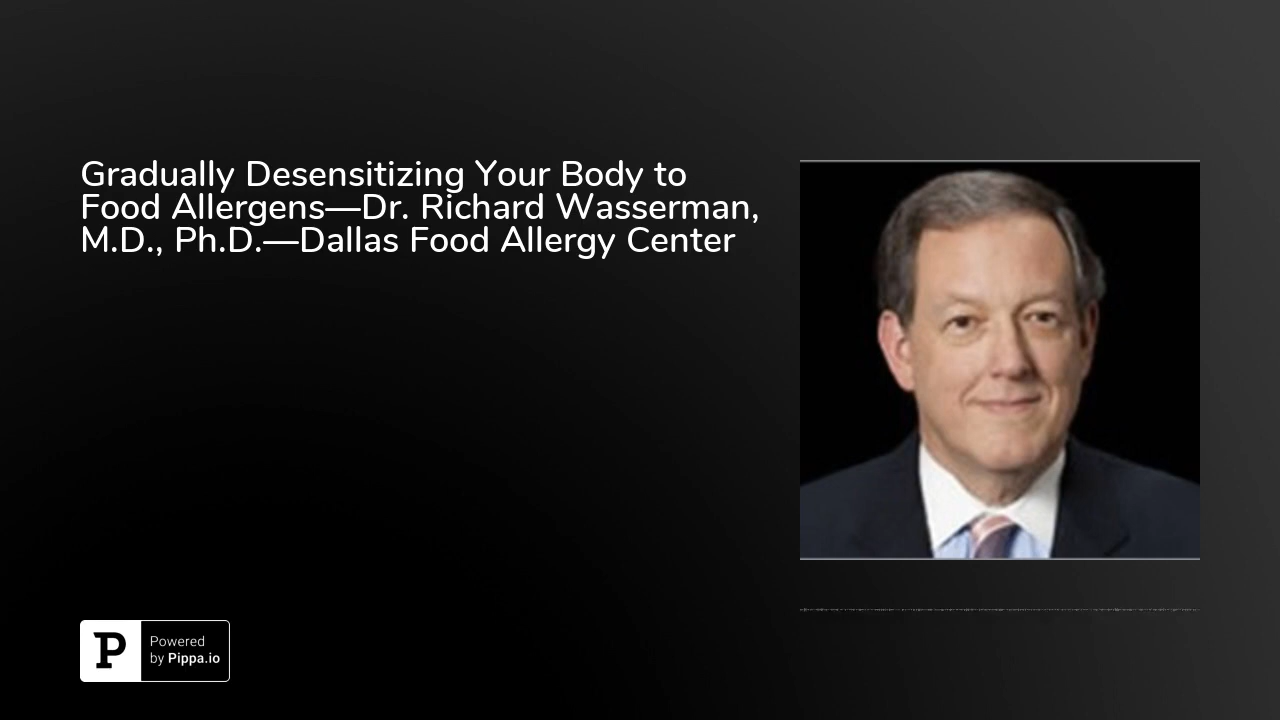 Gradually Desensitizing Your Body to
Food Allergens—Dr. Richard Wasserman,
M.D., Ph.D.—Dallas Food Allergy Center
P
Powered
by Pippa.io